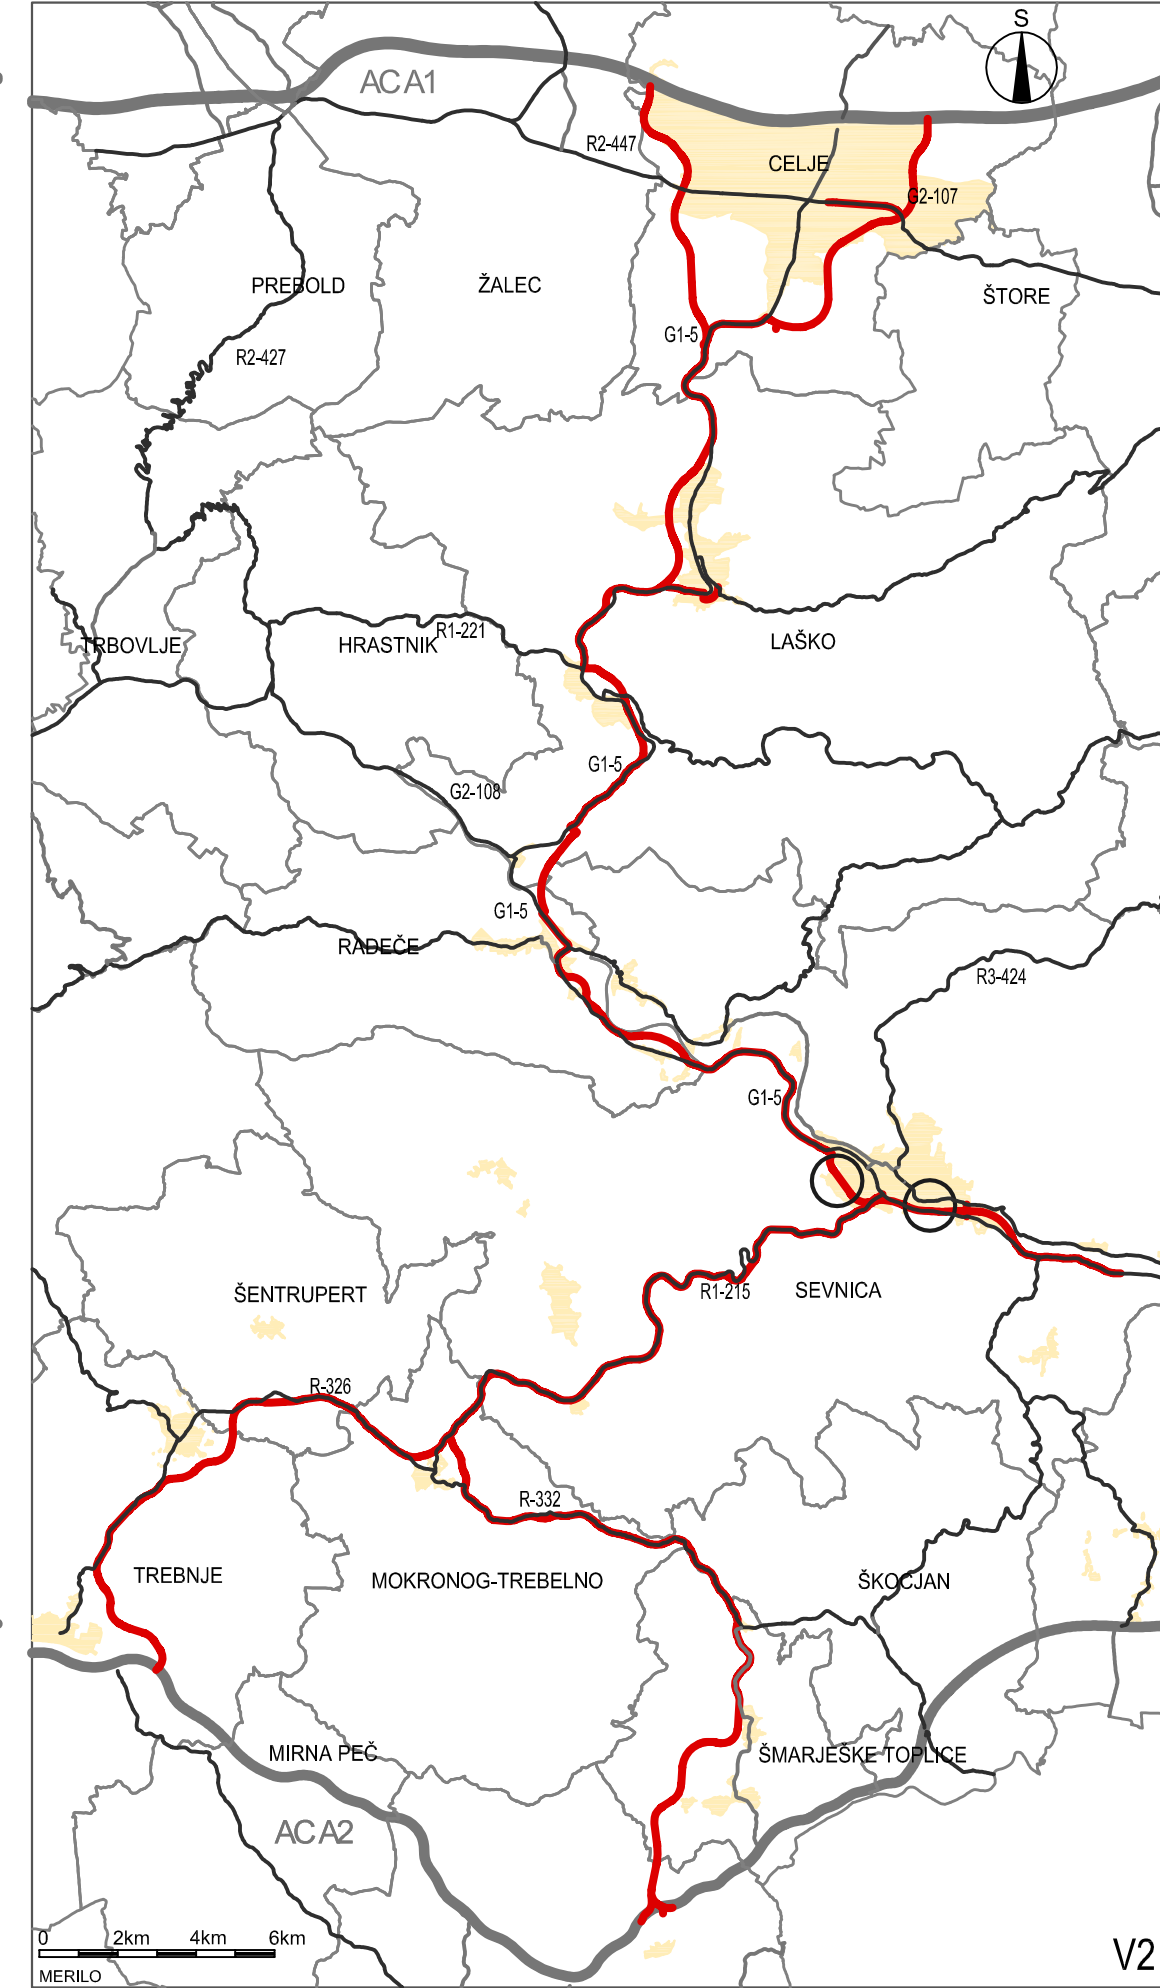 S
ACA1
R2-447
CELJE
G2-107
PREBOLD
ŽALEC
ŠTORE
G1-5
R2-427
R1-221
TRBOVLJE
HRASTNIK
LAŠKO
G1-5
G2-108
G1-5
RADEČE
R3-424
G1-5
ŠENTRUPERT
R1-215
SEVNICA
R-326
R-332
TREBNJE
MOKRONOG-TREBELNO
ŠKOCJAN
MIRNA PEČ
ŠMARJEŠKE TOPLICE
ACA2
0 2km 4km 6km
MERILO
V2